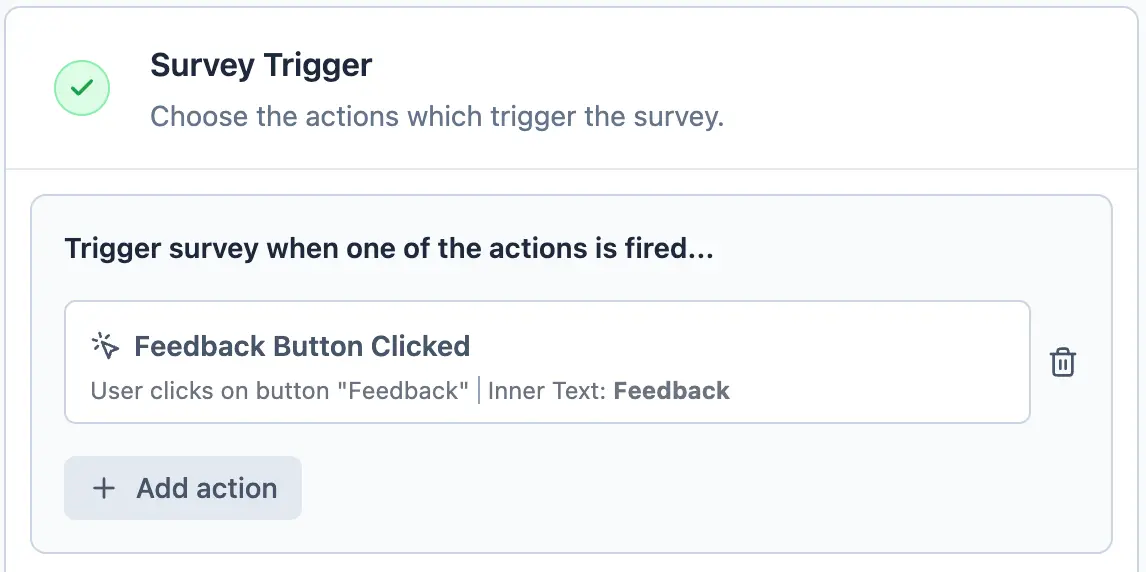 Survey Trigger
Choose the actions which trigger the survey.
Trigger survey when one of the actions is fired...
Feedback Button Clicked
User clicks on button "Feedback" | Inner Text: Feedback
+ Add action